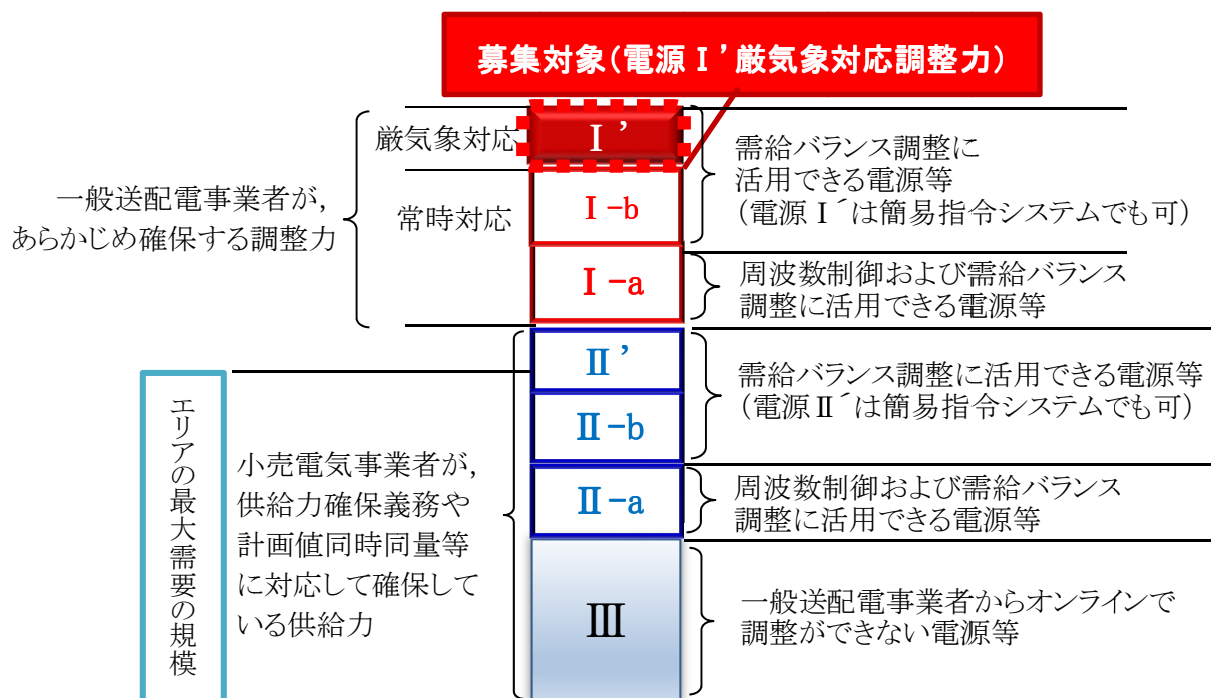 募集対象(電源Ⅰ’厳気象対応調整力)
厳気象対応
Ⅰ’
需給バランス調整に
活用できる電源等
(電源Ⅰ´は簡易指令システムでも可)
一般送配電事業者が,
あらかじめ確保する調整力
常時対応
Ⅰ-b
Ⅰ-a
周波数制御および需給バランス
調整に活用できる電源等
Ⅱ’
需給バランス調整に活用できる電源等
(電源Ⅱ´は簡易指令システムでも可)
Ⅱ-b
エリアの最大需要の規模
小売電気事業者が,
供給力確保義務や
計画値同時同量等
に対応して確保して
いる供給力
Ⅱ-a
周波数制御および需給バランス
調整に活用できる電源等
Ⅲ
一般送配電事業者からオンラインで
調整ができない電源等